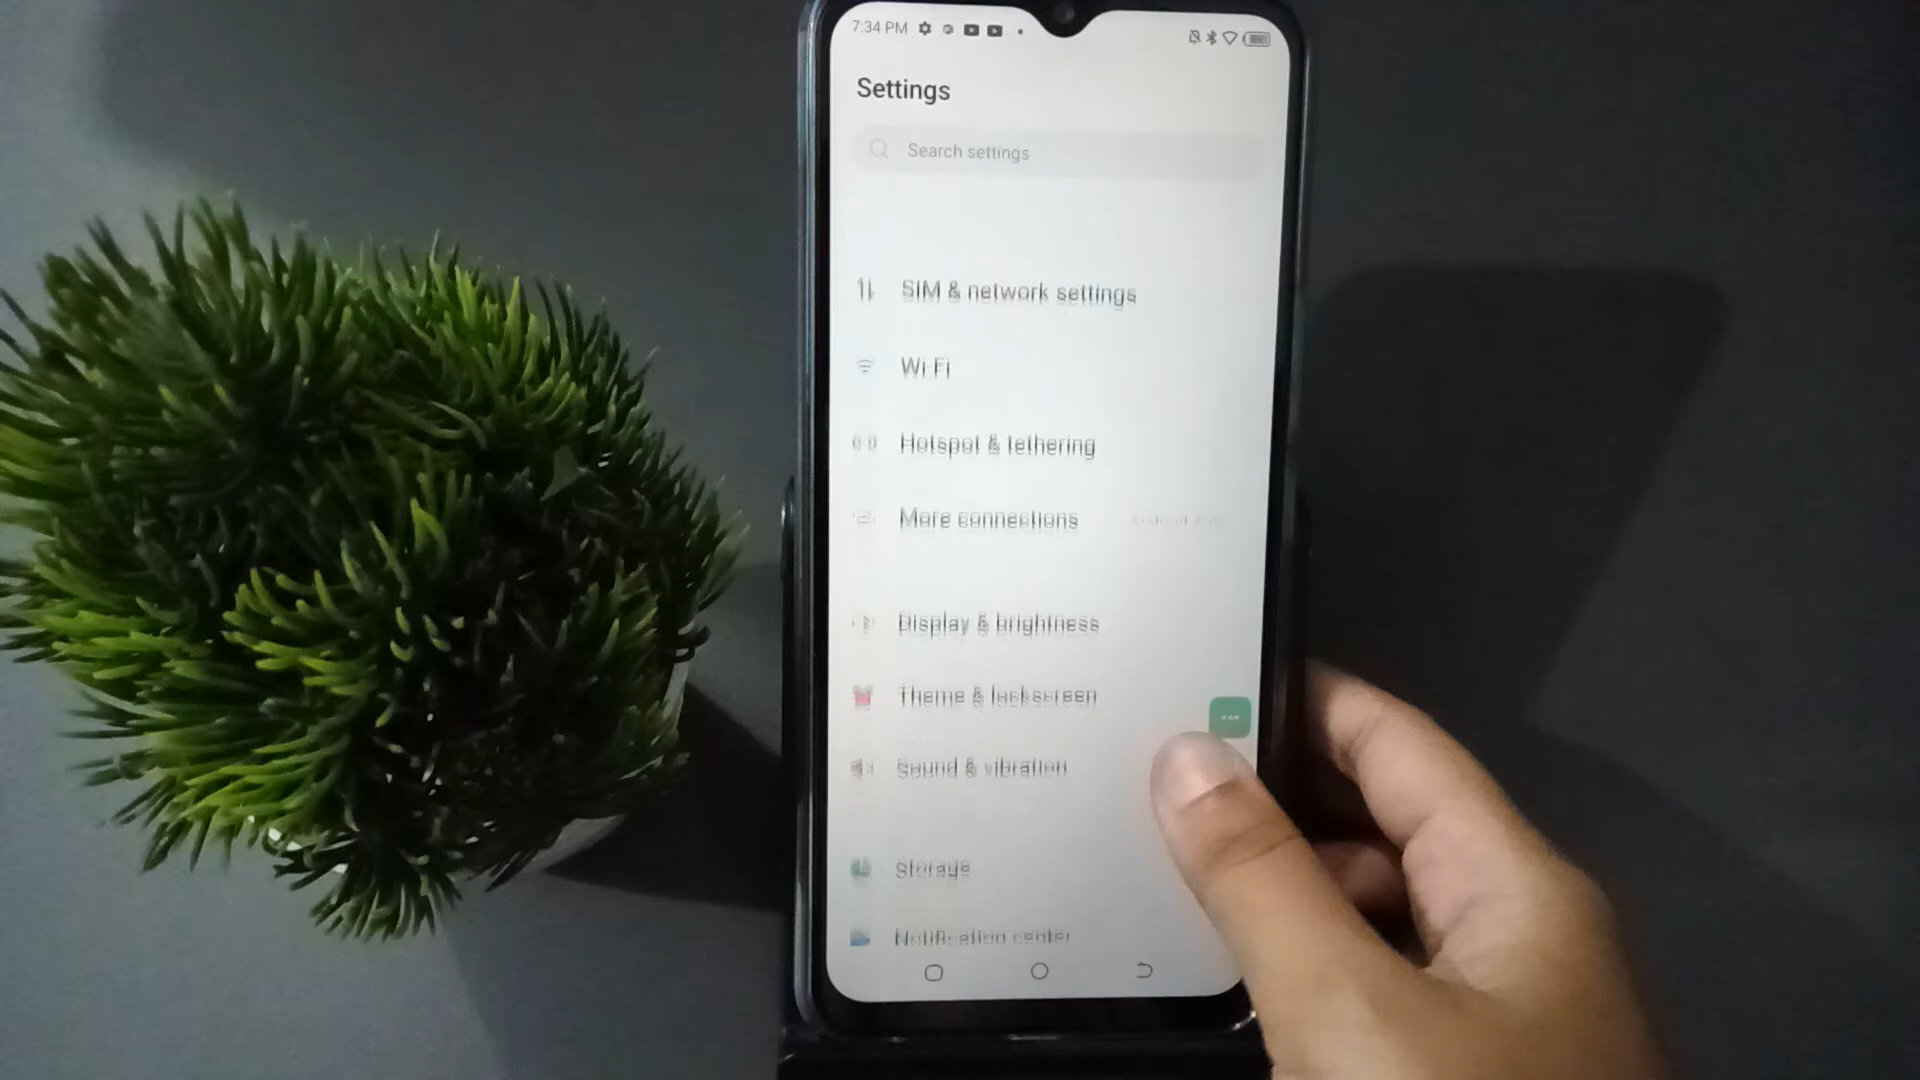 7:34 PM
Settings
Search settings
SIM & network settings
Wi-Fi
Hotspot & tethering
More connections
Display & brightness
Theme & lockscreen
Sound & vibration
Storage
Notification center